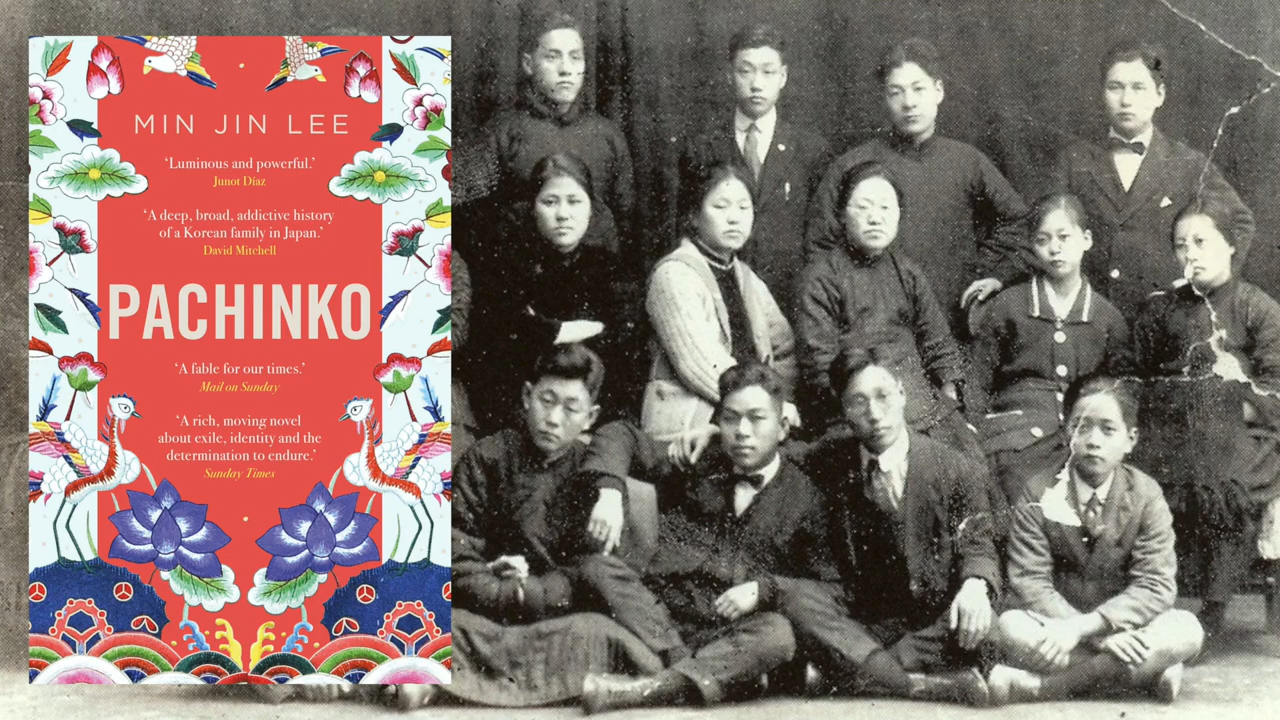 MIN JIN LEE
‘Luminous and powerful.’
Junot Díaz
‘A deep, broad, addictive history
of a Korean family in Japan.’
David Mitchell
PACHINKO
‘A fable for our times.’
Mail on Sunday
‘A rich, moving novel
about exile, identity and the
determination to endure.’
Sunday Times